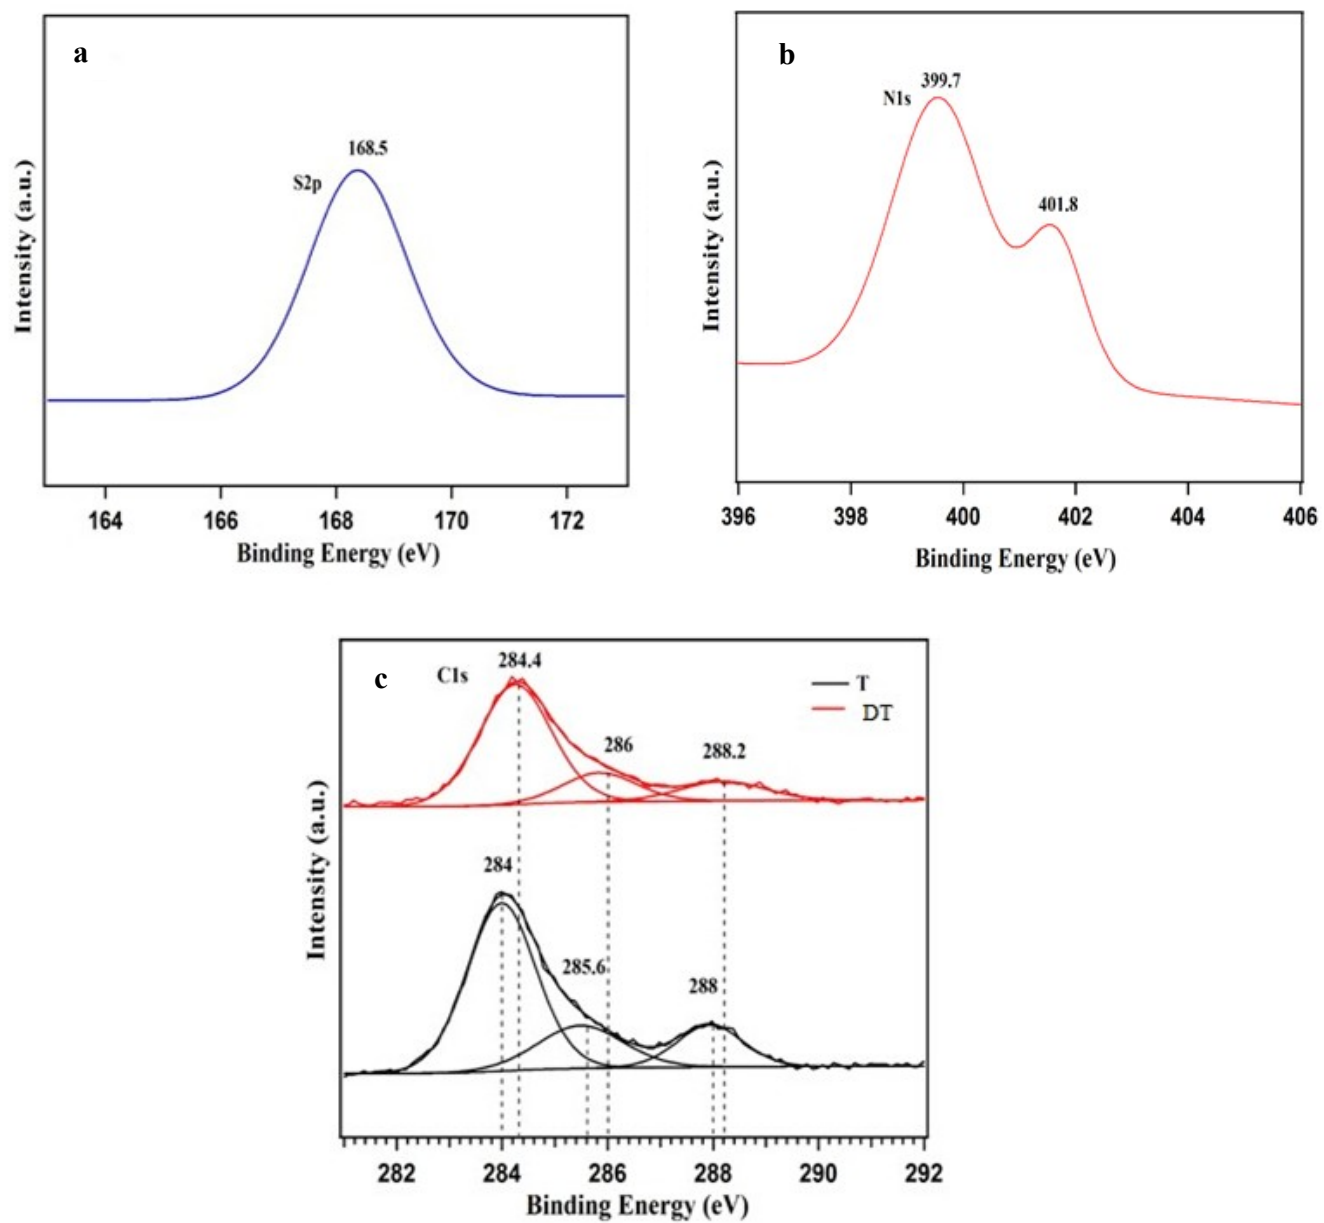 a
168.5
S2p
Intensity (a.u.)
164 166 168 170 172
Binding Energy (eV)
b
399.7
N1s
401.8
Intensity (a.u.)
396 398 400 402 404 406
Binding Energy (eV)
c
C1s
284.4
T
DT
286
288.2
284
285.6
288
Intensity (a.u.)
282 284 286 288 290 292
Binding Energy (eV)